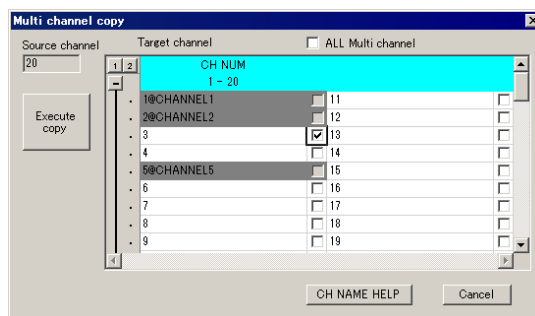 Multi channel copy
Source channel Target channel ALL Multi channel
20
1 2 CH NUM
1 - 20
1@CHANNEL1 11
2@CHANNEL2 12
3 13
4 14
5@CHANNEL5 15
6 16
7 17
8 18
9 19
Execute
copy
CH NAME HELP Cancel